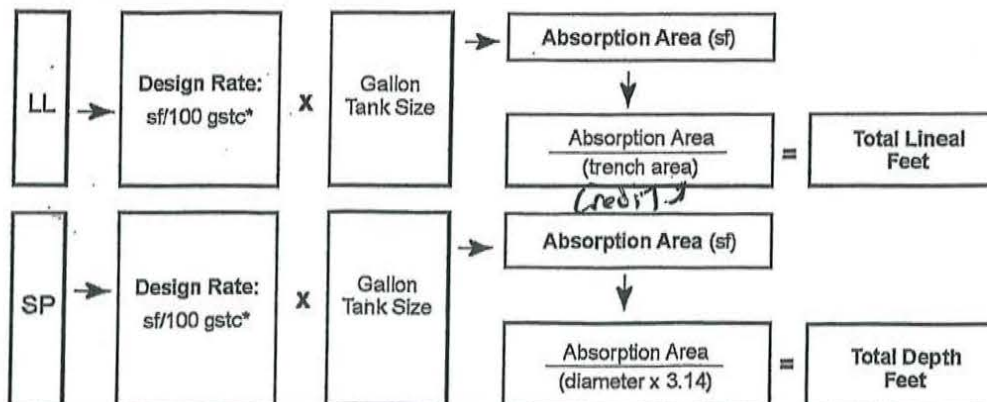 LL
Design Rate:
sf/100 gstc*
X
Gallon
Tank Size
Absorption Area (sf)
Absorption Area
(trench area)
=
Total Lineal
Feet
Credit
SP
Design Rate:
sf/100 gstc*
X
Gallon
Tank Size
Absorption Area (sf)
Absorption Area
(diameter x 3.14)
=
Total Depth
Feet